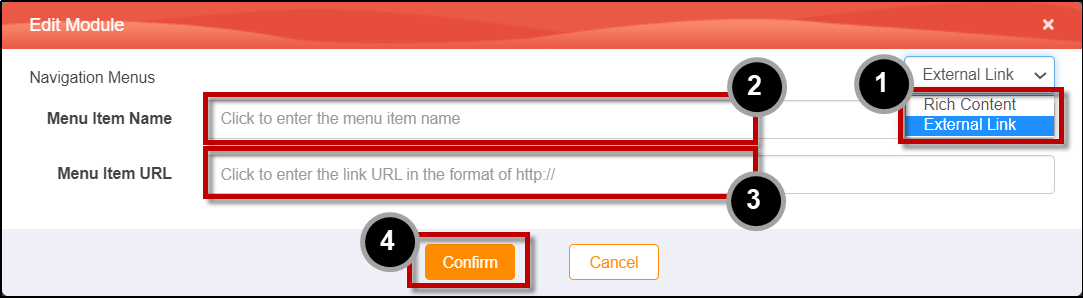 Edit Module ×
Navigation Menus
External Link
1
Rich Content
External Link
2
Menu Item Name
Click to enter the menu item name
Menu Item URL
Click to enter the link URL in the format of http://
3
4
Confirm
Cancel